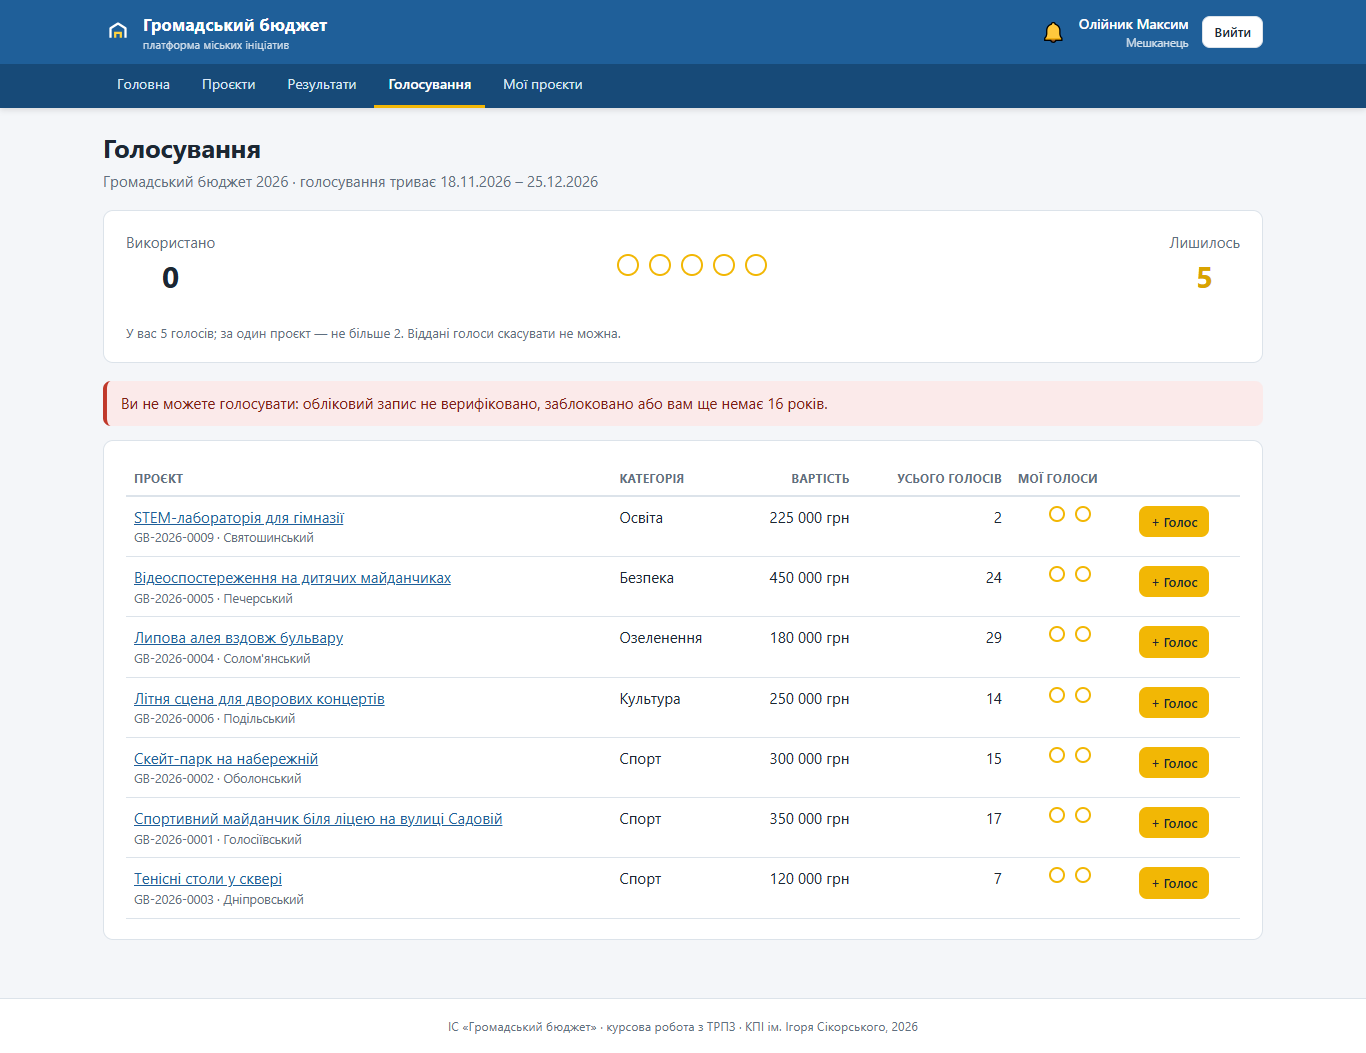 Громадський бюджет
платформа міських ініціатив
Олійник Максим
Мешканець
Вийти
Головна Проєкти Результати Голосування Мої проєкти
Голосування
Громадський бюджет 2026 · голосування триває 18.11.2026 – 25.12.2026
Використано
0
Лишилось
5
У вас 5 голосів; за один проєкт — не більше 2. Віддані голоси скасувати не можна.
Ви не можете голосувати: обліковий запис не верифіковано, заблоковано або вам ще немає 16 років.
ПРОЄКТ КАТЕГОРІЯ ВАРТІСТЬ УСЬОГО ГОЛОСІВ МОЇ ГОЛОСИ
STEM-лабораторія для гімназії Освіта 225 000 грн 2 + Голос
GB-2026-0009 · Святошинський
Відеоспостереження на дитячих майданчиках Безпека 450 000 грн 24 + Голос
GB-2026-0005 · Печерський
Липова алея вздовж бульвару Озеленення 180 000 грн 29 + Голос
GB-2026-0004 · Солом'янський
Літня сцена для дворових концертів Культура 250 000 грн 14 + Голос
GB-2026-0006 · Подільський
Скейт-парк на набережній Спорт 300 000 грн 15 + Голос
GB-2026-0002 · Оболонський
Спортивний майданчик біля ліцею на вулиці Садовій Спорт 350 000 грн 17 + Голос
GB-2026-0001 · Голосіївський
Тенісні столи у сквері Спорт 120 000 грн 7 + Голос
GB-2026-0003 · Дніпровський
ІС «Громадський бюджет» · курсова робота з ТРПЗ · КПІ ім. Ігоря Сікорського, 2026